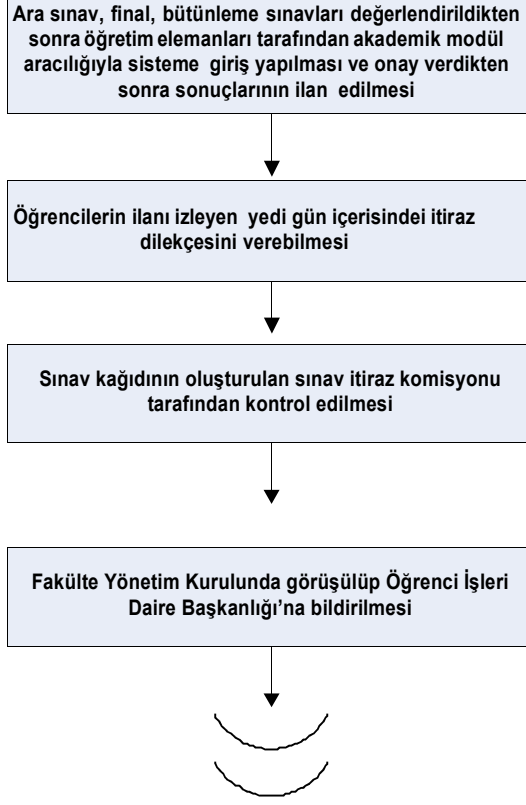 Ara sınav, final, bütünleme sınavları değerlendirildikten
sonra öğretim elemanları tarafından akademik modül
aracılığıyla sisteme giriş yapılması ve onay verdikten
sonra sonuçlarının ilan edilmesi
Öğrencilerin ilanı izleyen yedi gün içerisindei itiraz
dilekçesini verebilmesi
Sınav kağıdının oluşturulan sınav itiraz komisyonu
tarafından kontrol edilmesi
Fakülte Yönetim Kurulunda görüşülüp Öğrenci İşleri
Daire Başkanlığı’na bildirilmesi